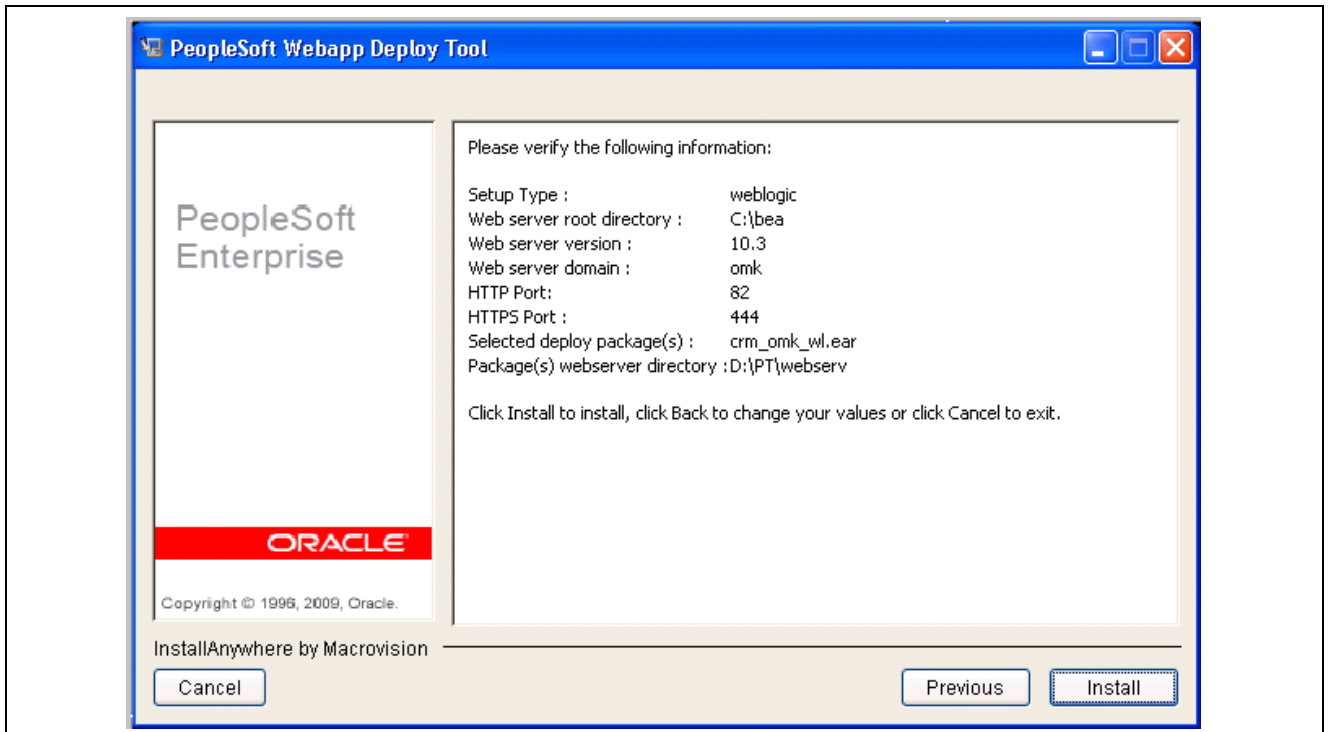 PeopleSoft Webapp Deploy Tool
PeopleSoft
Enterprise
ORACLE
Copyright © 1996, 2009, Oracle.
Please verify the following information:
Setup Type : weblogic
Web server root directory : C:\bea
Web server version : 10.3
Web server domain : omk
HTTP Port: 82
HTTPS Port : 444
Selected deploy package(s) : crm_omk_wl.ear
Package(s) webserver directory :D:\PT\webserv
Click Install to install, click Back to change your values or click Cancel to exit.
InstallAnywhere by Macrovision
Cancel
Previous
Install